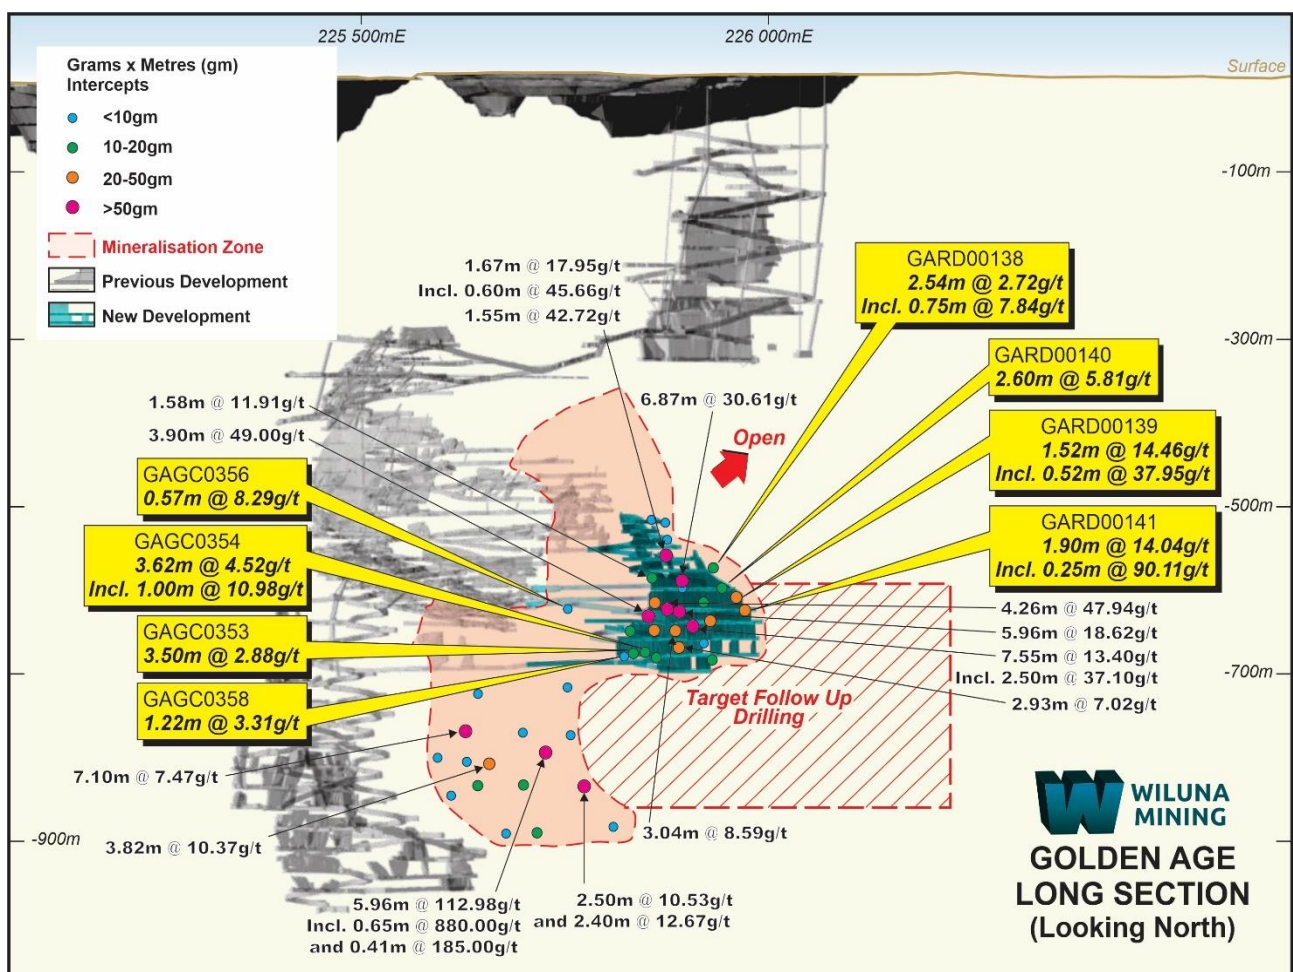 225 500mE
226 000mE
Surface
Grams x Metres (gm)
Intercepts
<10gm
10-20gm
20-50gm
>50gm
Mineralisation Zone
Previous Development
New Development
-100m
-300m
-500m
-700m
-900m
1.67m @ 17.95g/t
Incl. 0.60m @ 45.66g/t
1.55m @ 42.72g/t
GARD00138
2.54m @ 2.72g/t
Incl. 0.75m @ 7.84g/t
GARD00140
2.60m @ 5.81g/t
GARD00139
1.52m @ 14.46g/t
Incl. 0.52m @ 37.95g/t
GARD00141
1.90m @ 14.04g/t
Incl. 0.25m @ 90.11g/t
1.58m @ 11.91g/t
3.90m @ 49.00g/t
6.87m @ 30.61g/t
Open
GAGC0356
0.57m @ 8.29g/t
GAGC0354
3.62m @ 4.52g/t
Incl. 1.00m @ 10.98g/t
GAGC0353
3.50m @ 2.88g/t
GAGC0358
1.22m @ 3.31g/t
4.26m @ 47.94g/t
5.96m @ 18.62g/t
7.55m @ 13.40g/t
Incl. 2.50m @ 37.10g/t
2.93m @ 7.02g/t
Target Follow Up
Drilling
7.10m @ 7.47g/t
3.82m @ 10.37g/t
5.96m @ 112.98g/t
Incl. 0.65m @ 880.00g/t
and 0.41m @ 185.00g/t
2.50m @ 10.53g/t
and 2.40m @ 12.67g/t
3.04m @ 8.59g/t
WILUNA
MINING
GOLDEN AGE
LONG SECTION
(Looking North)